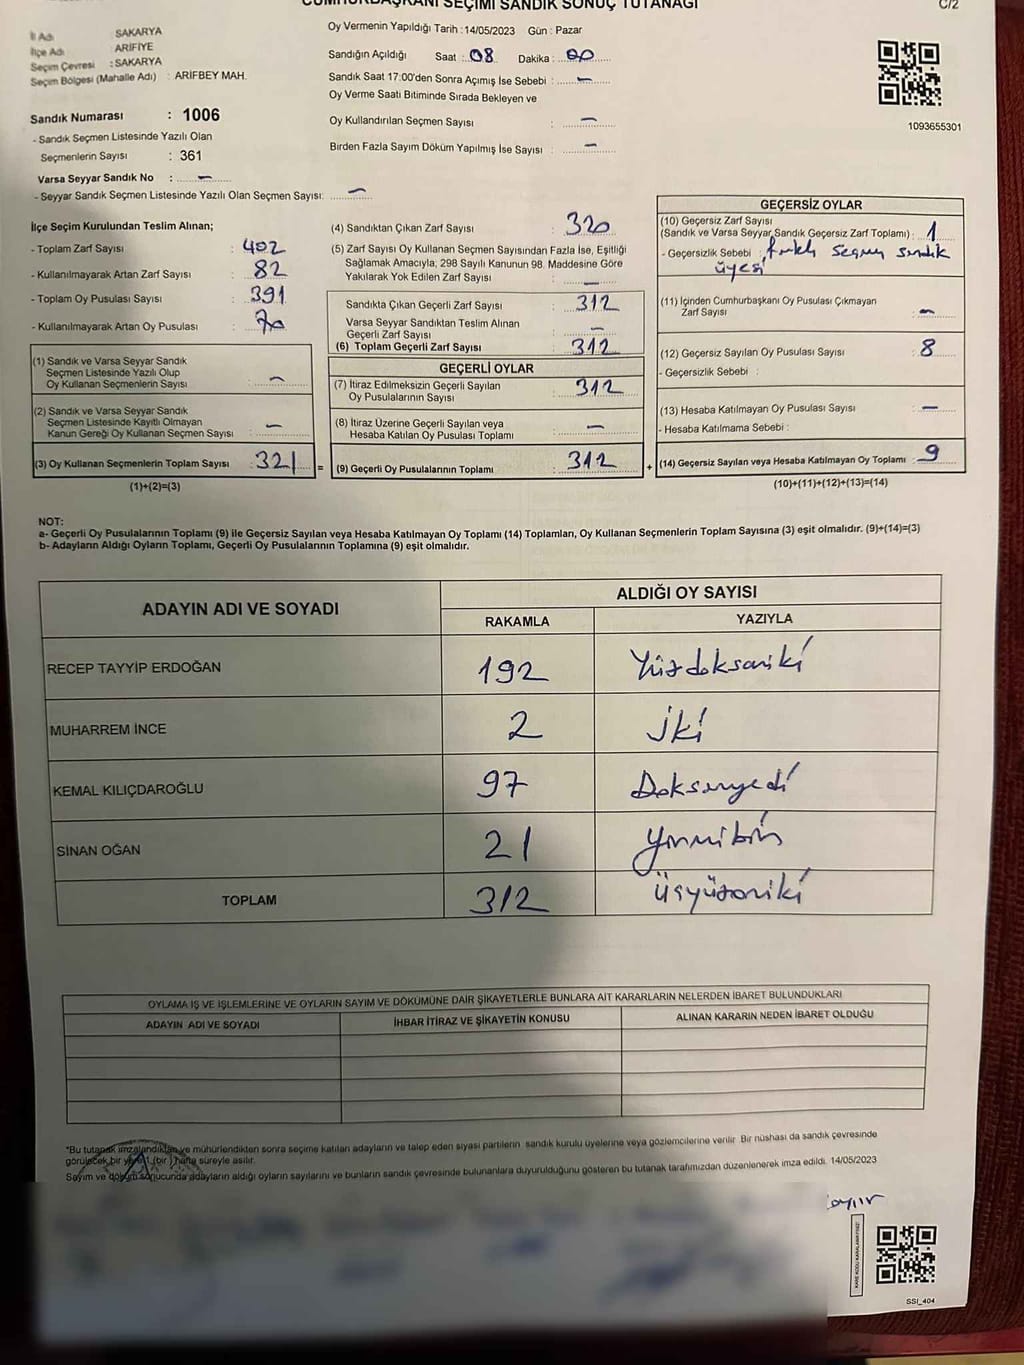 CUMHURBAŞKANI SEÇİMİ SANDIK SONUÇ TUTANAĞI
C/2
İl Adı SAKARYA
İlçe Adı ARİFİYE
Seçim Çevresi : SAKARYA
Seçim Bölgesi (Mahalle Adı) : ARİFBEY MAH.
Sandık Numarası : 1006
- Sandık Seçmen Listesinde Yazılı Olan
Seçmenlerin Sayısı : 361
Varsa Seyyar Sandık No : –
- Seyyar Sandık Seçmen Listesinde Yazılı Olan Seçmen Sayısı: –
Oy Vermenin Yapıldığı Tarih : 14/05/2023 Gün : Pazar
Sandığın Açıldığı Saat : 08 Dakika : 00
Sandık Saat 17:00'den Sonra Açımış İse Sebebi : –
Oy Verme Saati Bitiminde Sırada Bekleyen ve
Oy Kullandırılan Seçmen Sayısı : –
Birden Fazla Sayım Döküm Yapılmış İse Sayısı : –
1093655301
İlçe Seçim Kurulundan Teslim Alınan;
- Toplam Zarf Sayısı : 402
- Kullanılmayarak Artan Zarf Sayısı : 82
- Toplam Oy Pusulası Sayısı : 391
- Kullanılmayarak Artan Oy Pusulası : 70
(1) Sandık ve Varsa Seyyar Sandık
Seçmen Listesinde Yazılı Olup
Oy Kullanan Seçmenlerin Sayısı : –
(2) Sandık ve Varsa Seyyar Sandık
Seçmen Listesinde Kayıtlı Olmayan
Kanun Gereği Oy Kullanan Seçmen Sayısı : –
(3) Oy Kullanan Seçmenlerin Toplam Sayısı : 321
(1)+(2)=(3)
(4) Sandıktan Çıkan Zarf Sayısı : 320
(5) Zarf Sayısı Oy Kullanan Seçmen Sayısından Fazla İse, Eşitliği
Sağlamak Amacıyla, 298 Sayılı Kanunun 98. Maddesine Göre
Yakılarak Yok Edilen Zarf Sayısı : –
Sandıkta Çıkan Geçerli Zarf Sayısı : 312
Varsa Seyyar Sandıktan Teslim Alınan
Geçerli Zarf Sayısı : –
(6) Toplam Geçerli Zarf Sayısı : 312
GEÇERLİ OYLAR
(7) İtiraz Edilmeksizin Geçerli Sayılan
Oy Pusulalarının Sayısı : 312
(8) İtiraz Üzerine Geçerli Sayılan veya
Hesaba Katılan Oy Pusulası Toplamı : –
= (9) Geçerli Oy Pusulalarının Toplamı : 312
GEÇERSİZ OYLAR
(10) Geçersiz Zarf Sayısı
(Sandık ve Varsa Seyyar Sandık Geçersiz Zarf Toplamı) : 1
- Geçersizlik Sebebi : farklı seçmen sandık
üyesi
(11) İçinden Cumhurbaşkanı Oy Pusulası Çıkmayan
Zarf Sayısı : –
(12) Geçersiz Sayılan Oy Pusulası Sayısı : 8
- Geçersizlik Sebebi :
(13) Hesaba Katılmayan Oy Pusulası Sayısı : –
- Hesaba Katılmama Sebebi :
+ (14) Geçersiz Sayılan veya Hesaba Katılmayan Oy Toplamı : 9
(10)+(11)+(12)+(13)=(14)
NOT:
a- Geçerli Oy Pusulalarının Toplamı (9) ile Geçersiz Sayılan veya Hesaba Katılmayan Oy Toplamı (14) Toplamları, Oy Kullanan Seçmenlerin Toplam Sayısına (3) eşit olmalıdır. (9)+(14)=(3)
b- Adayların Aldığı Oyların Toplamı, Geçerli Oy Pusulalarının Toplamına (9) eşit olmalıdır.
ADAYIN ADI VE SOYADI ALDIĞI OY SAYISI
RAKAMLA YAZIYLA
RECEP TAYYİP ERDOĞAN 192 Yüzdoksaniki
MUHARREM İNCE 2 iki
KEMAL KILIÇDAROĞLU 97 Doksanyedi
SİNAN OĞAN 21 yirmibir
TOPLAM 312 üçyüzoniki
OYLAMA İŞ VE İŞLEMLERİNE VE OYLARIN SAYIM VE DÖKÜMÜNE DAİR ŞİKAYETLERLE BUNLARA AİT KARARLARIN NELERDEN İBARET BULUNDUKLARI
ADAYIN ADI VE SOYADI İHBAR İTİRAZ VE ŞİKAYETİN KONUSU ALINAN KARARIN NEDEN İBARET OLDUĞU
*Bu tutanak imzalandıktan ve mühürlendikten sonra seçime katılan adayların ve talep eden siyasi partilerin sandık kurulu üyelerine veya gözlemcilerine verilir. Bir nüshası da sandık çevresinde
görülecek bir yere 1 (bir) hafta süreyle asılır.
Sayım ve döküm sonucunda adayların aldığı oyların sayılarını ve bunların sandık çevresinde bulunanlara duyurulduğunu gösteren bu tutanak tarafımızdan düzenlenerek imza edildi. 14/05/2023
KARE KODU KARALAMAYINIZ!
SSI_404